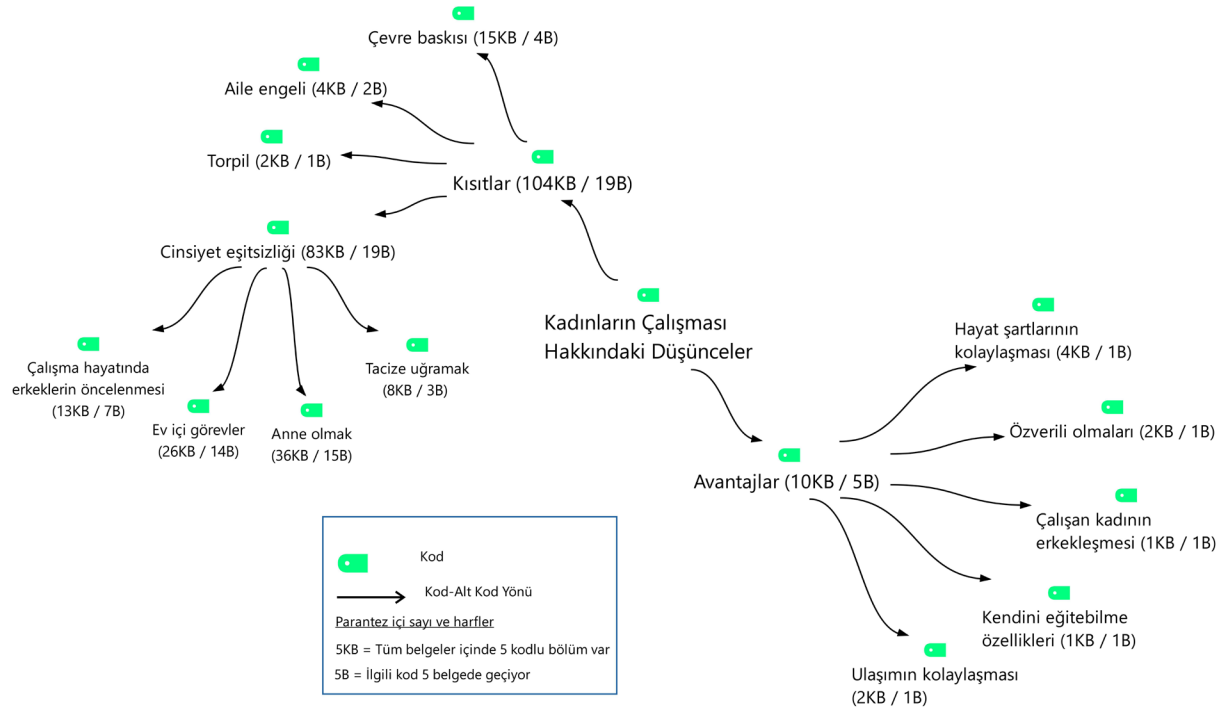 Çevre baskısı (15KB / 4B)
Aile engeli (4KB / 2B)
Torpil (2KB / 1B)
Kısıtlar (104KB / 19B)
Cinsiyet eşitsizliği (83KB / 19B)
Çalışma hayatında
erkeklerin öncelenmesi
(13KB / 7B)
Ev içi görevler
(26KB / 14B)
Anne olmak
(36KB / 15B)
Tacize uğramak
(8KB / 3B)
Kadınların Çalışması
Hakkındaki Düşünceler
Hayat şartlarının
kolaylaşması (4KB / 1B)
Özverili olmaları (2KB / 1B)
Avantajlar (10KB / 5B)
Çalışan kadının
erkekleşmesi (1KB / 1B)
Kendini eğitebilme
özellikleri (1KB / 1B)
Ulaşımın kolaylaşması
(2KB / 1B)
Kod
Kod-Alt Kod Yönü
Parantez içi sayı ve harfler
5KB = Tüm belgeler içinde 5 kodlu bölüm var
5B = İlgili kod 5 belgede geçiyor